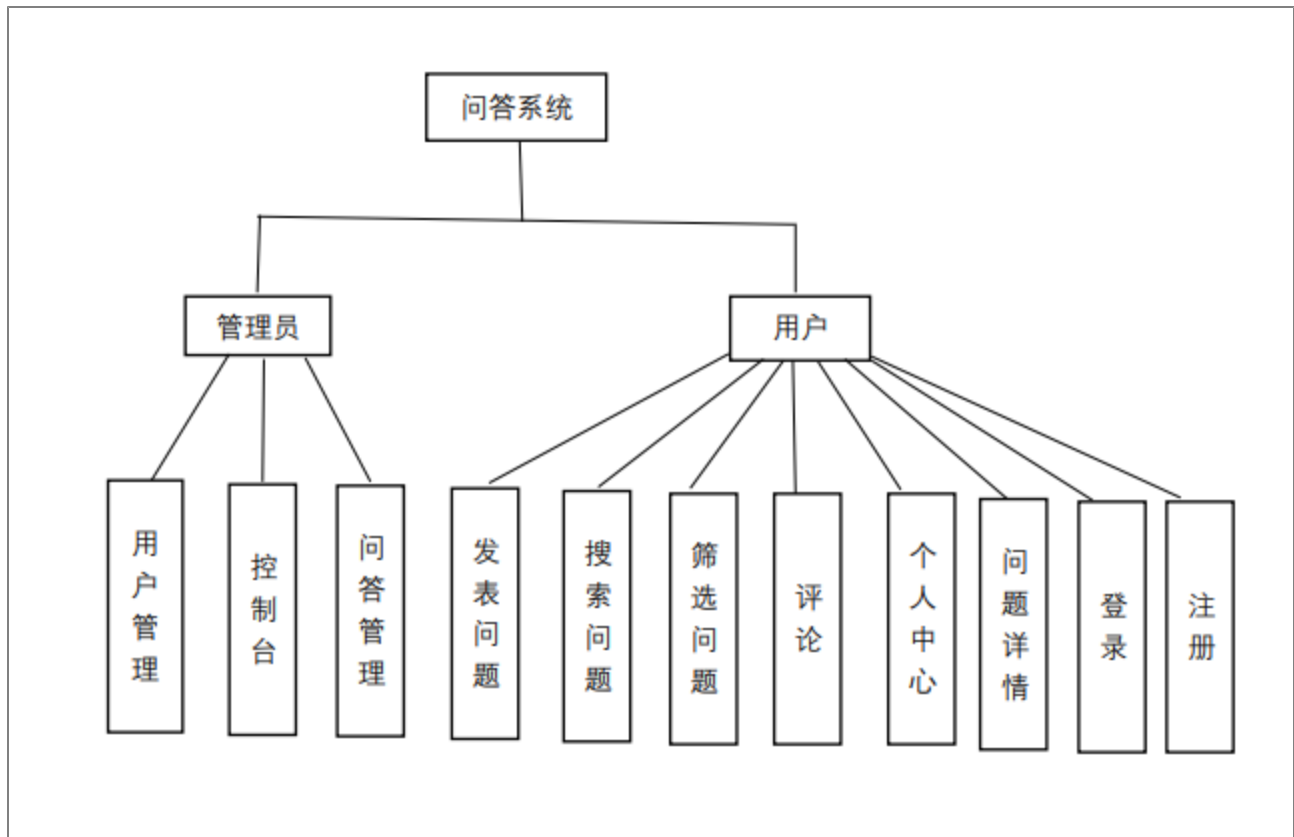 问答系统
管理员
用户
用户管理
控制台
问答管理
发表问题
搜索问题
筛选问题
评论
个人中心
问题详情
登录
注册